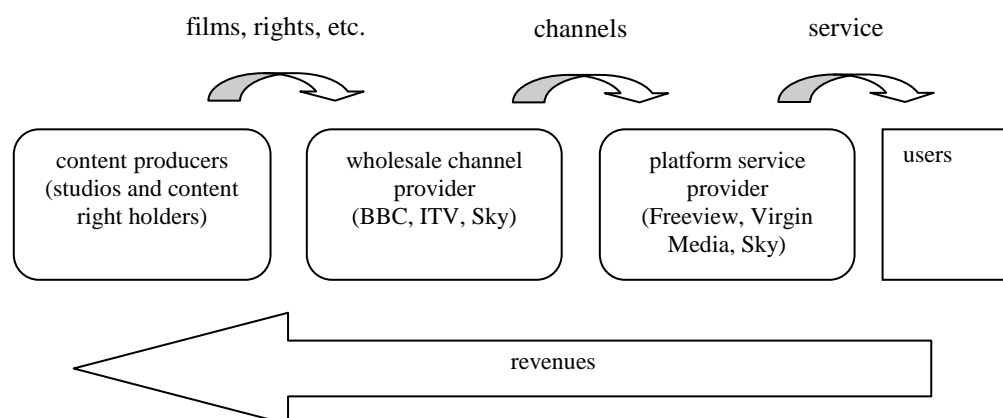 films, rights, etc.
channels
service
content producers
(studios and content
right holders)
wholesale channel
provider
(BBC, ITV, Sky)
platform service
provider
(Freeview, Virgin
Media, Sky)
users
revenues